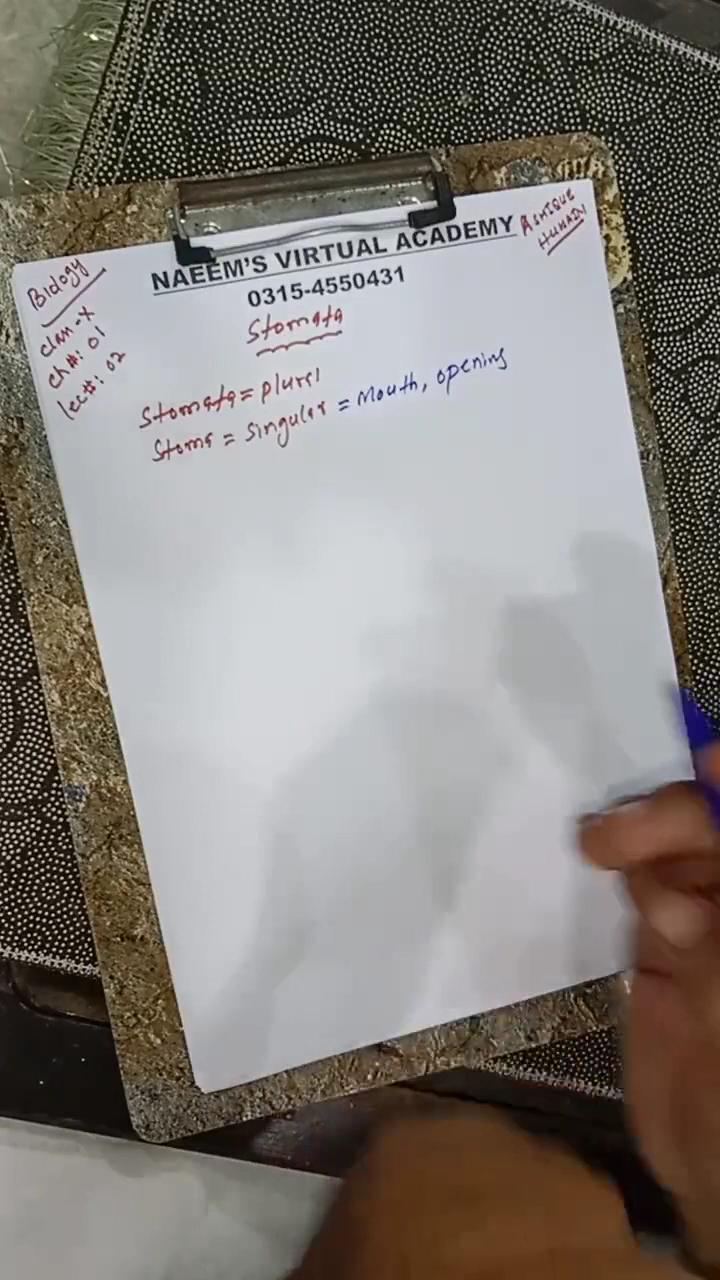 NAEEM'S VIRTUAL ACADEMY
0315-4550431
Biology
class-X
ch#: 01
lec#: 02
ASHIQUE
HUSSAIN
Stomata
Stomata = plural
Stoma = singular = Mouth, opening